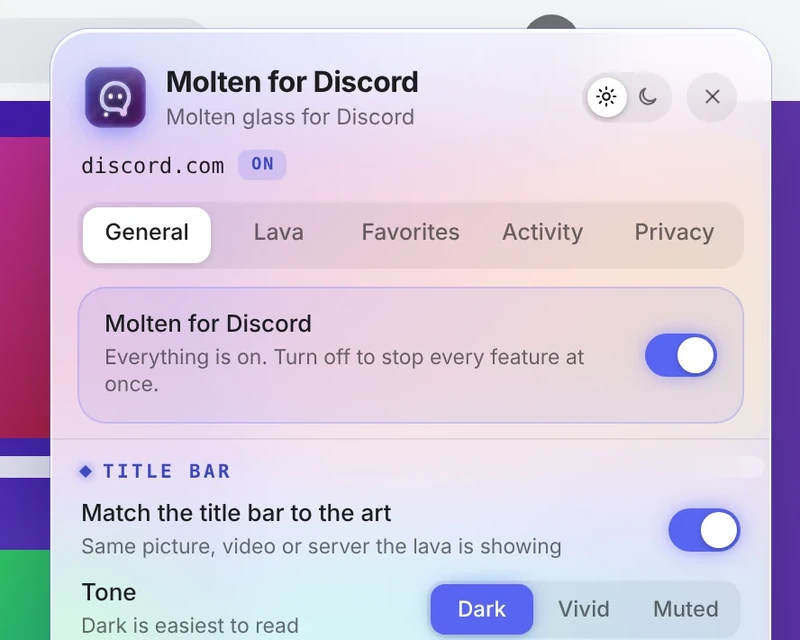 Molten for Discord
Molten glass for Discord
discord.com ON
General Lava Favorites Activity Privacy
Molten for Discord
Everything is on. Turn off to stop every feature at
once.
TITLE BAR
Match the title bar to the art
Same picture, video or server the lava is showing
Tone
Dark is easiest to read
Dark Vivid Muted